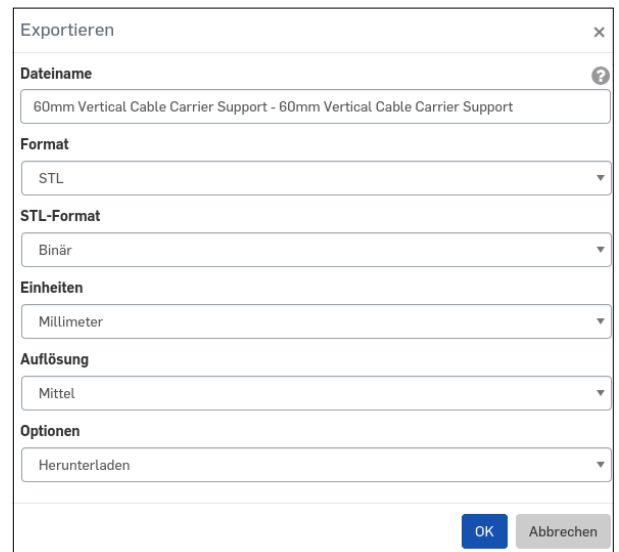 Exportieren
×
Dateiname
?
60mm Vertical Cable Carrier Support - 60mm Vertical Cable Carrier Support
Format
STL
STL-Format
Binär
Einheiten
Millimeter
Auflösung
Mittel
Optionen
Herunterladen
OK Abbrechen